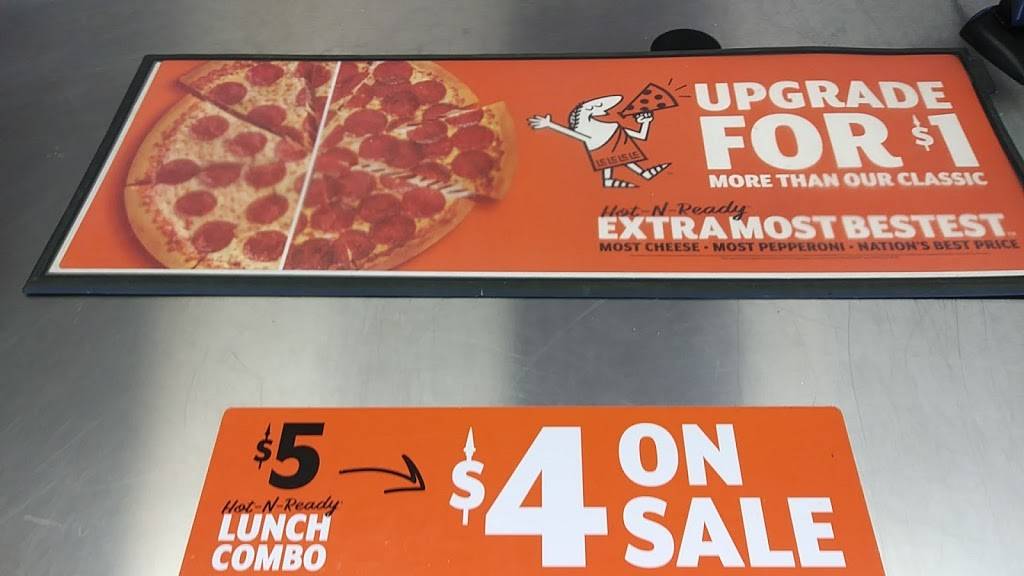 UPGRADE
FOR $1
MORE THAN OUR CLASSIC
Hot-N-Ready
EXTRAMOSTBESTEST
MOST CHEESE · MOST PEPPERONI · NATION'S BEST PRICE
$5
Hot-N-Ready
LUNCH
COMBO
$4 ON
SALE